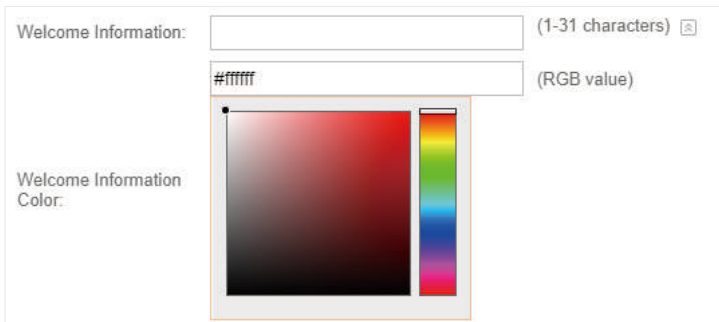 Welcome Information: (1-31 characters)
#ffffff (RGB value)
Welcome Information
Color: